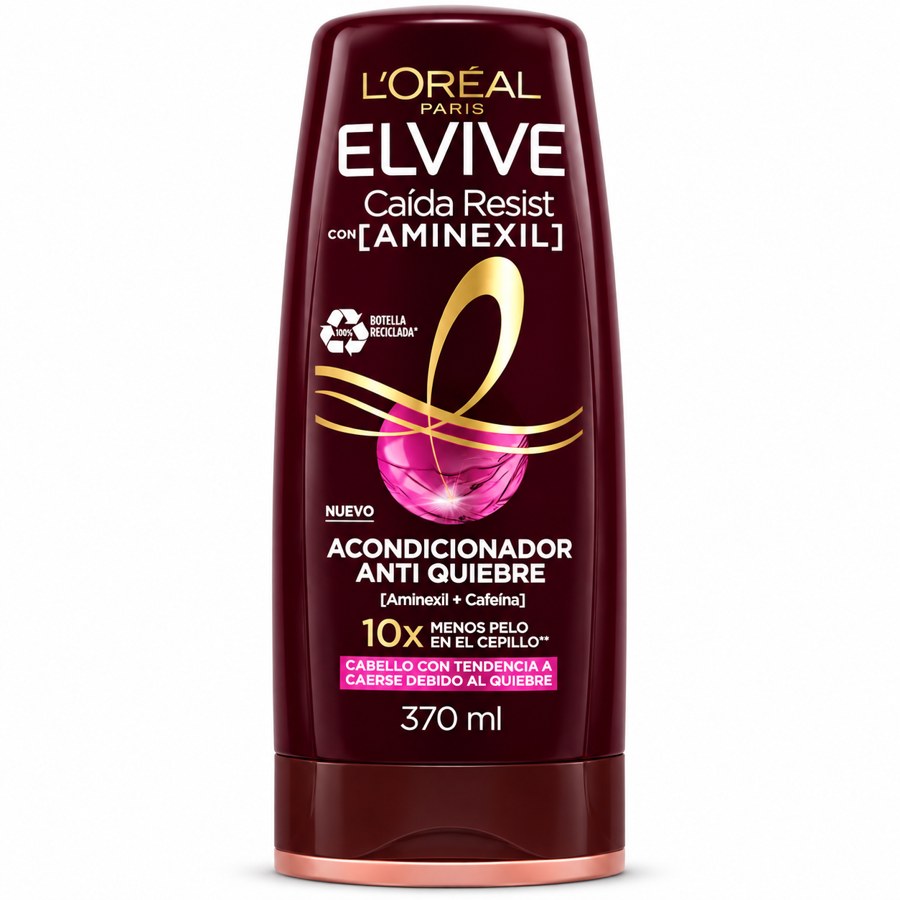 L'ORÉAL
PARIS
ELVIVE
Caída Resist
CON [AMINEXIL]
100%
BOTELLA
RECICLADA*
NUEVO
ACONDICIONADOR
ANTI QUIEBRE
[Aminexil + Cafeína]
10x MENOS PELO
EN EL CEPILLO**
CABELLO CON TENDENCIA A
CAERSE DEBIDO AL QUIEBRE
370 ml